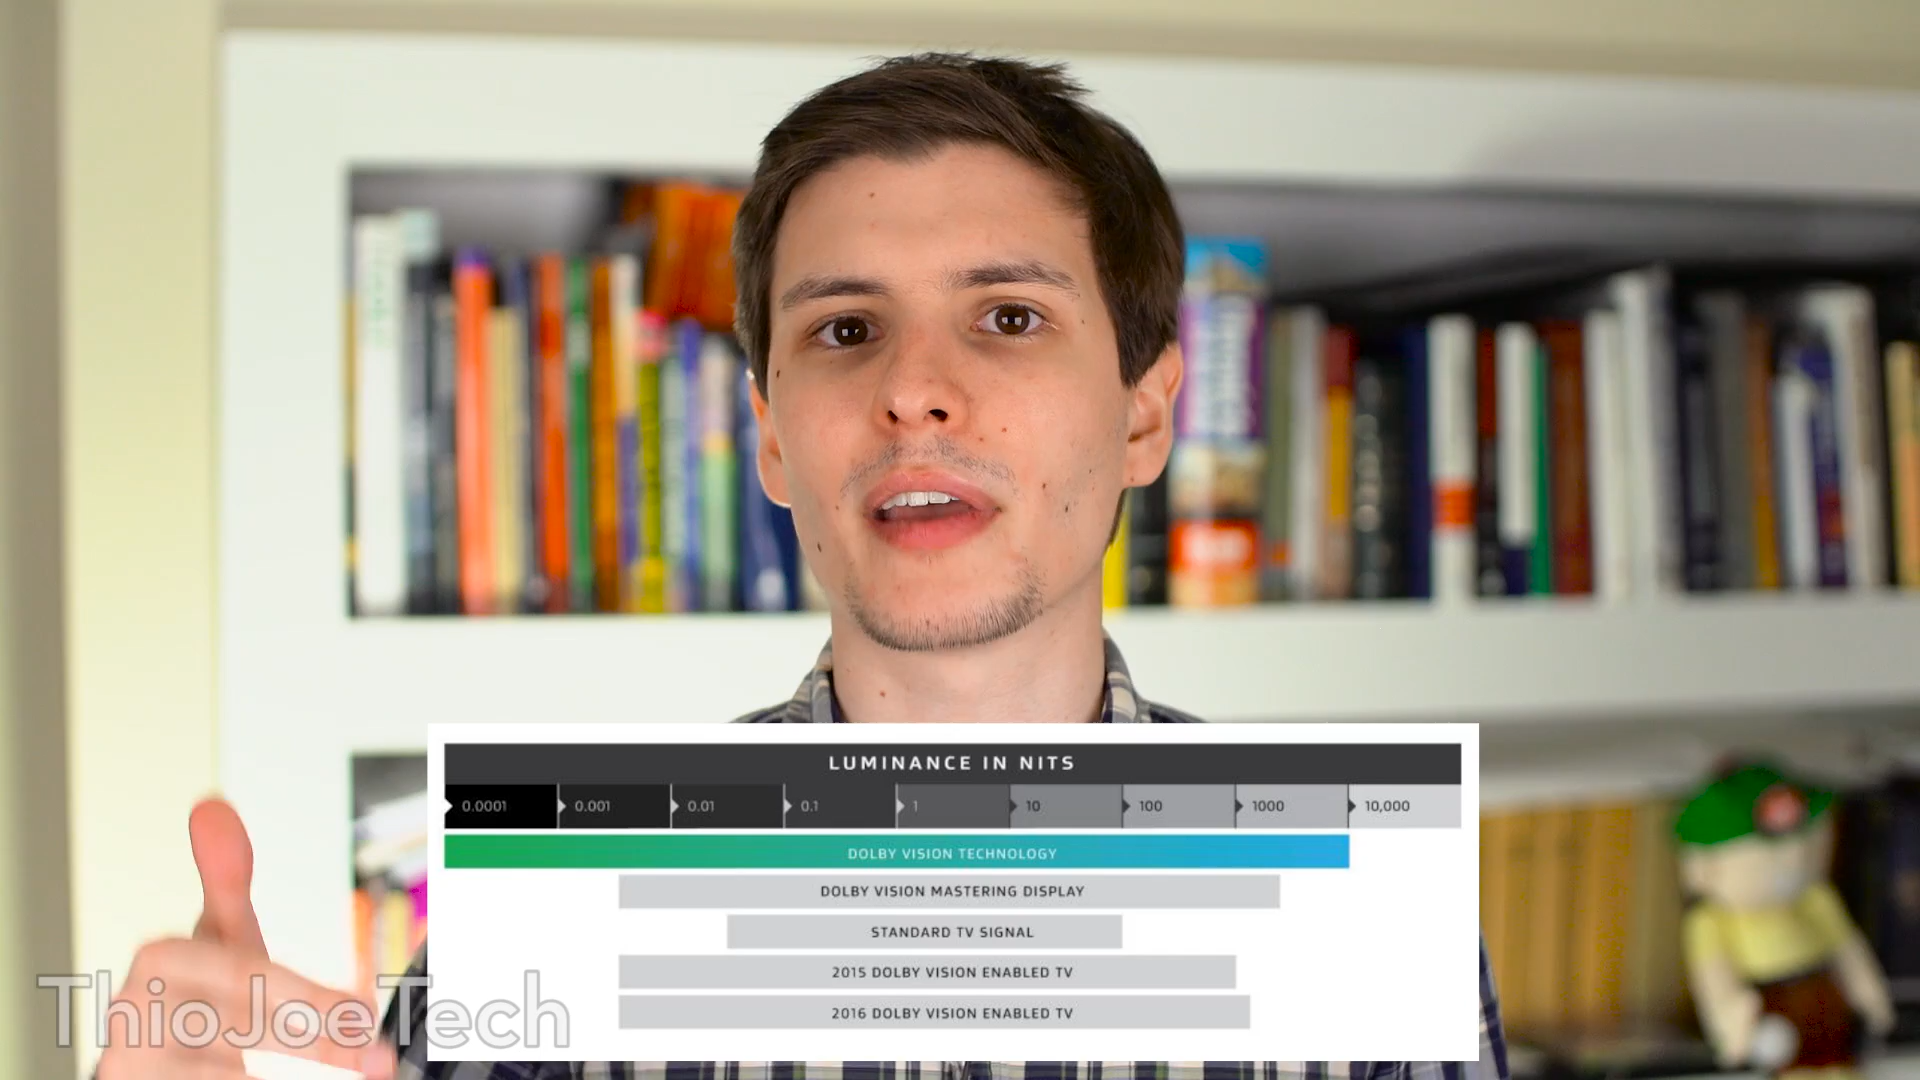 LUMINANCE IN NITS
0.0001 0.001 0.01 0.1 1 10 100 1000 10,000
DOLBY VISION TECHNOLOGY
DOLBY VISION MASTERING DISPLAY
STANDARD TV SIGNAL
2015 DOLBY VISION ENABLED TV
2016 DOLBY VISION ENABLED TV
ThioJoeTech